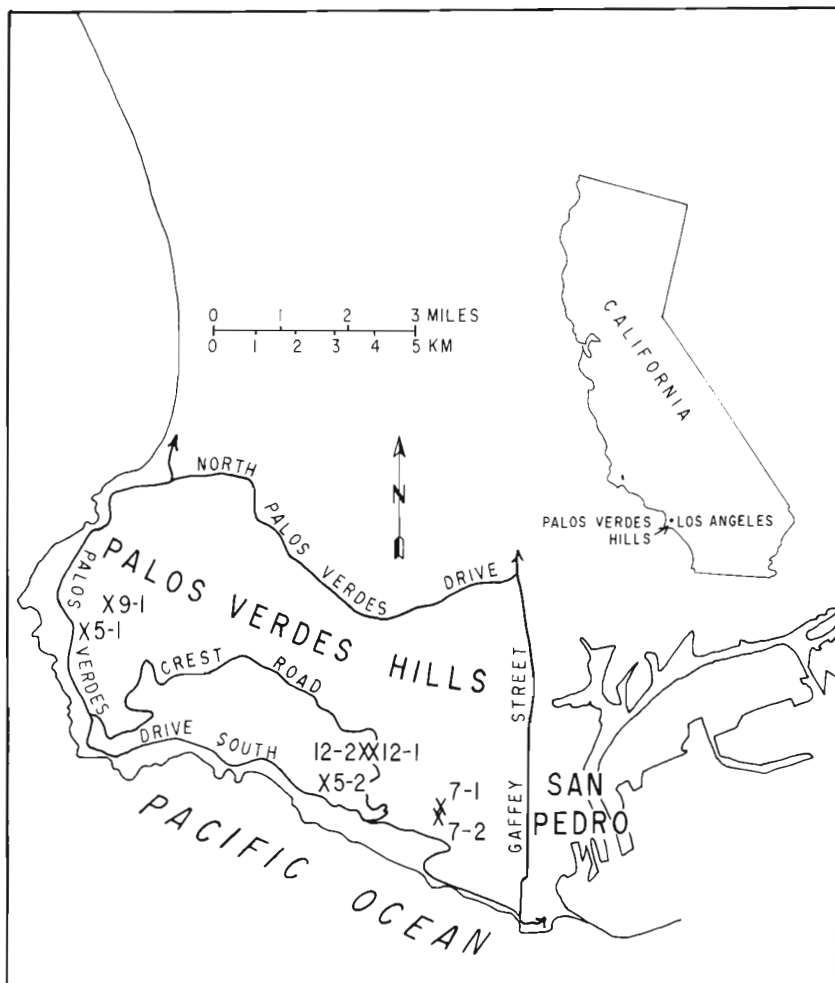 0 1 2 3 MILES
0 1 2 3 4 5 KM
CALIFORNIA
N
PALOS VERDES
HILLS
LOS ANGELES
NORTH PALOS VERDES DRIVE
PALOS VERDES HILLS
PALOS VERDES DRIVE SOUTH
X9-1
X5-1
CREST ROAD
12-2XX12-1
X5-2
X 7-1
X 7-2
GAFFEY STREET
SAN
PEDRO
PACIFIC OCEAN